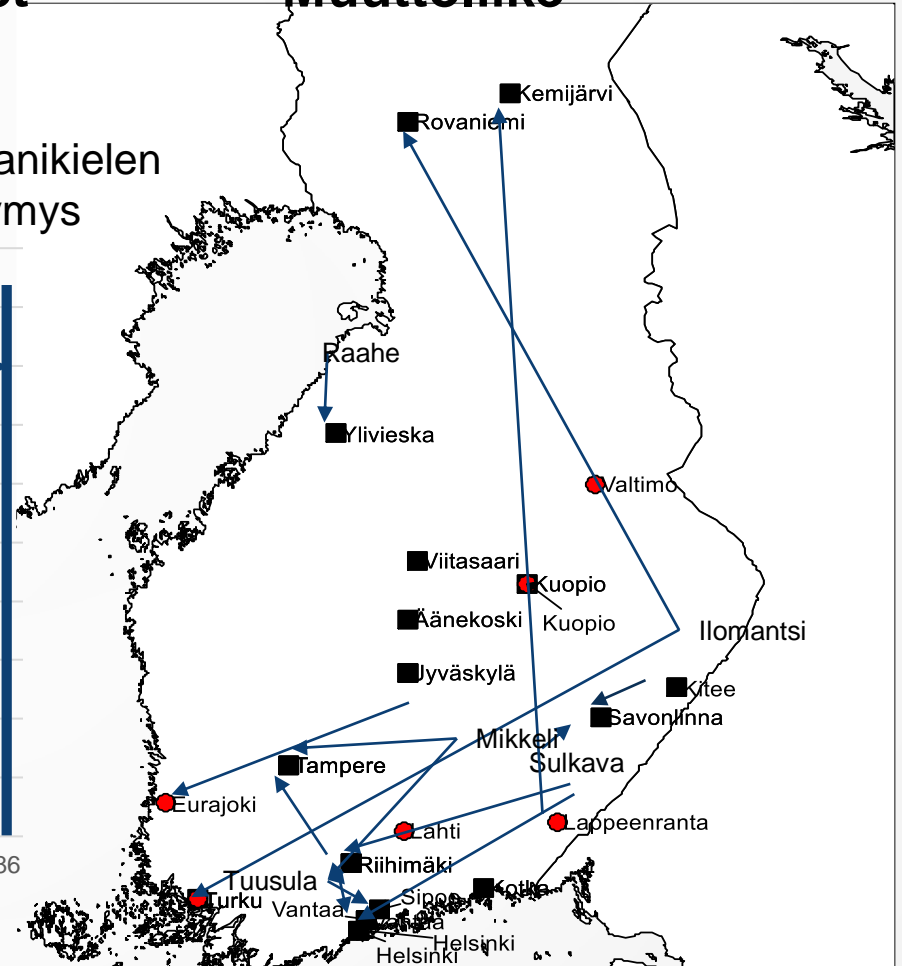 Kemijärvi
Rovaniemi
anikielen
ymys
Raahe
Ylivieska
Valtimo
Viitasaari
Kuopio
Äänekoski
Kuopio
Ilomantsi
Jyväskylä
Kitee
Savonlinna
Mikkeli
Sulkava
Tampere
Eurajoki
Lappeenranta
Lahti
Riihimäki
36
Tuusula
Kotka
Turku
Sipoo
Vantaa
Helsinki
Helsinki